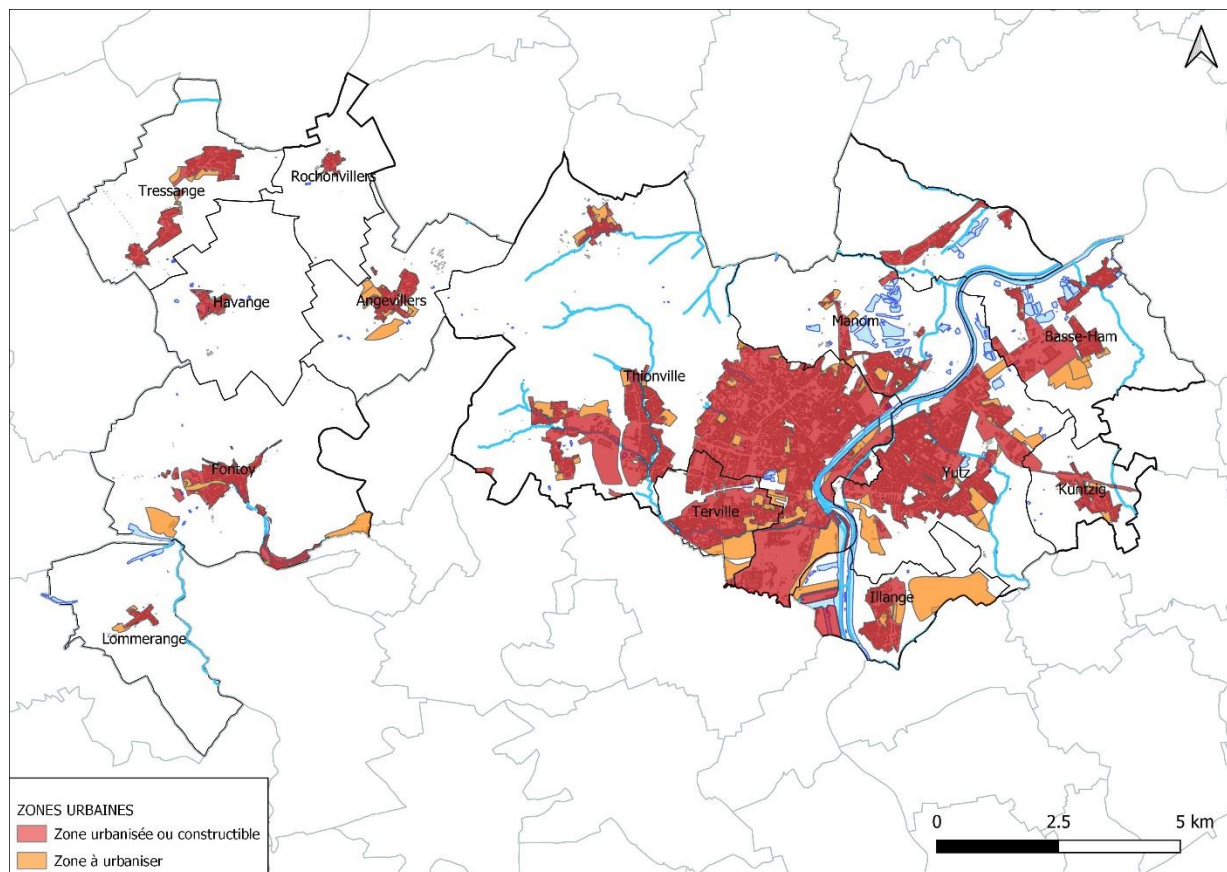 Rochonvillers
Tressange
Havange
Angevillers
Manom
Basse-Ham
Thionville
Fontoy
Yutz
Kuntzig
Terville
Illange
Lommerange
ZONES URBAINES
Zone urbanisée ou constructible
Zone à urbaniser
0 2.5 5 km